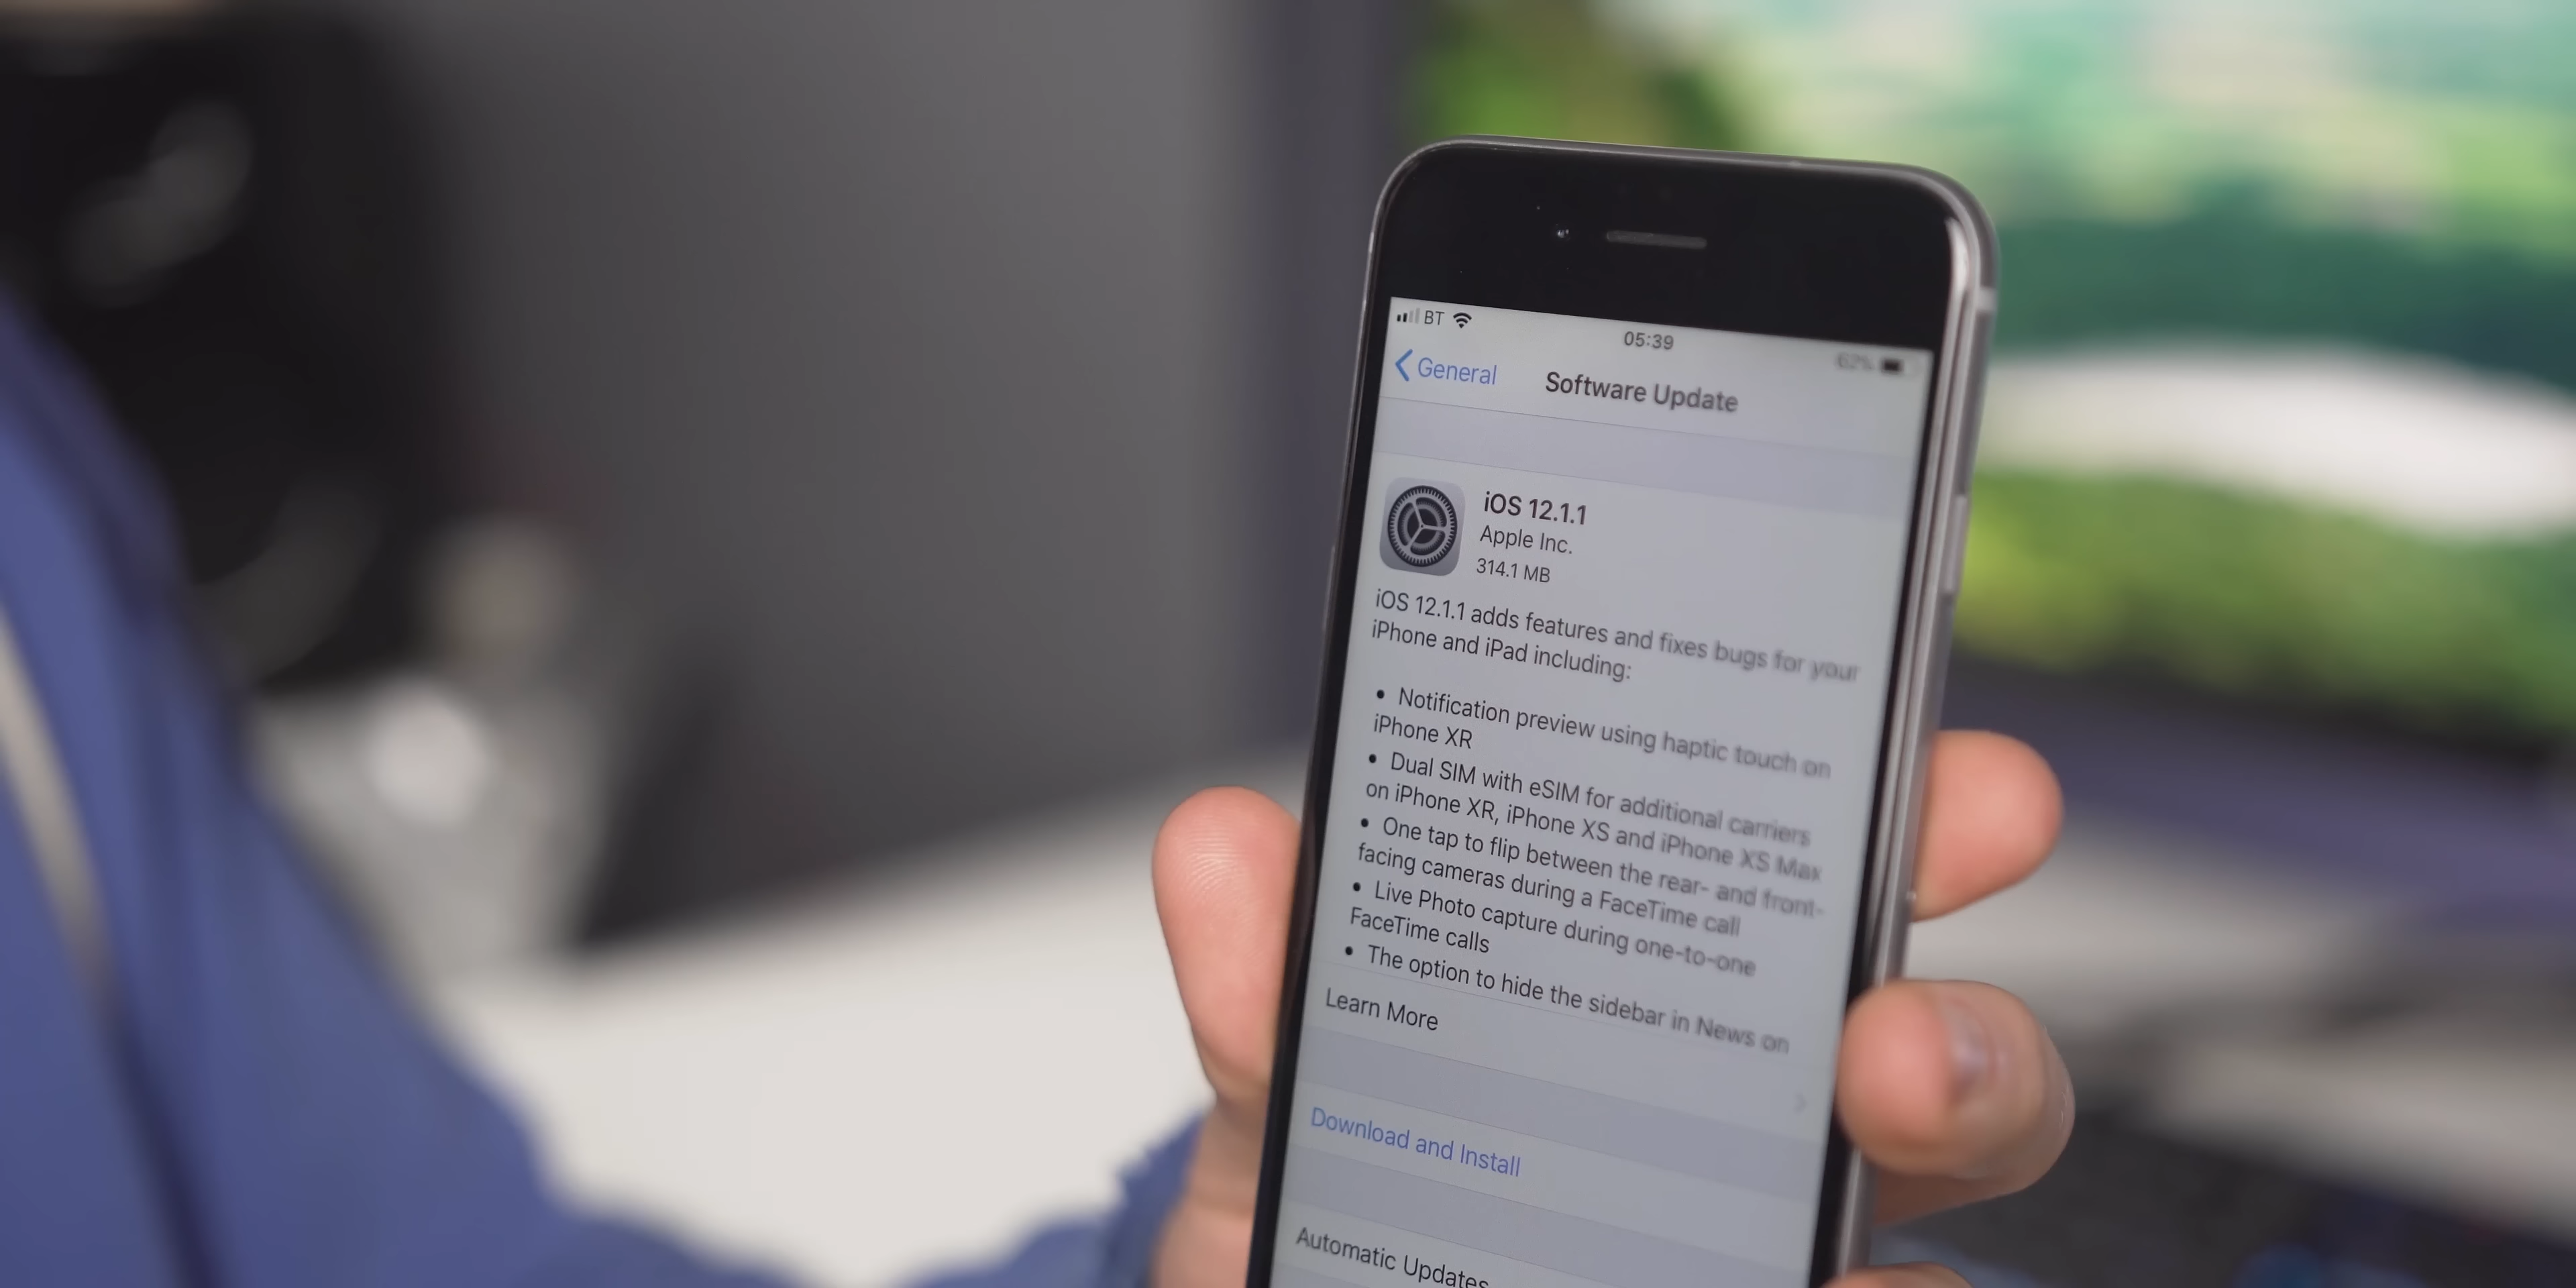 BT 05:39 62%
General Software Update
iOS 12.1.1
Apple Inc.
314.1 MB
iOS 12.1.1 adds features and fixes bugs for your
iPhone and iPad including:
• Notification preview using haptic touch on
iPhone XR
• Dual SIM with eSIM for additional carriers
on iPhone XR, iPhone XS and iPhone XS Max
• One tap to flip between the rear- and front-
facing cameras during a FaceTime call
• Live Photo capture during one-to-one
FaceTime calls
• The option to hide the sidebar in News on
Learn More
Download and Install
Automatic Updates